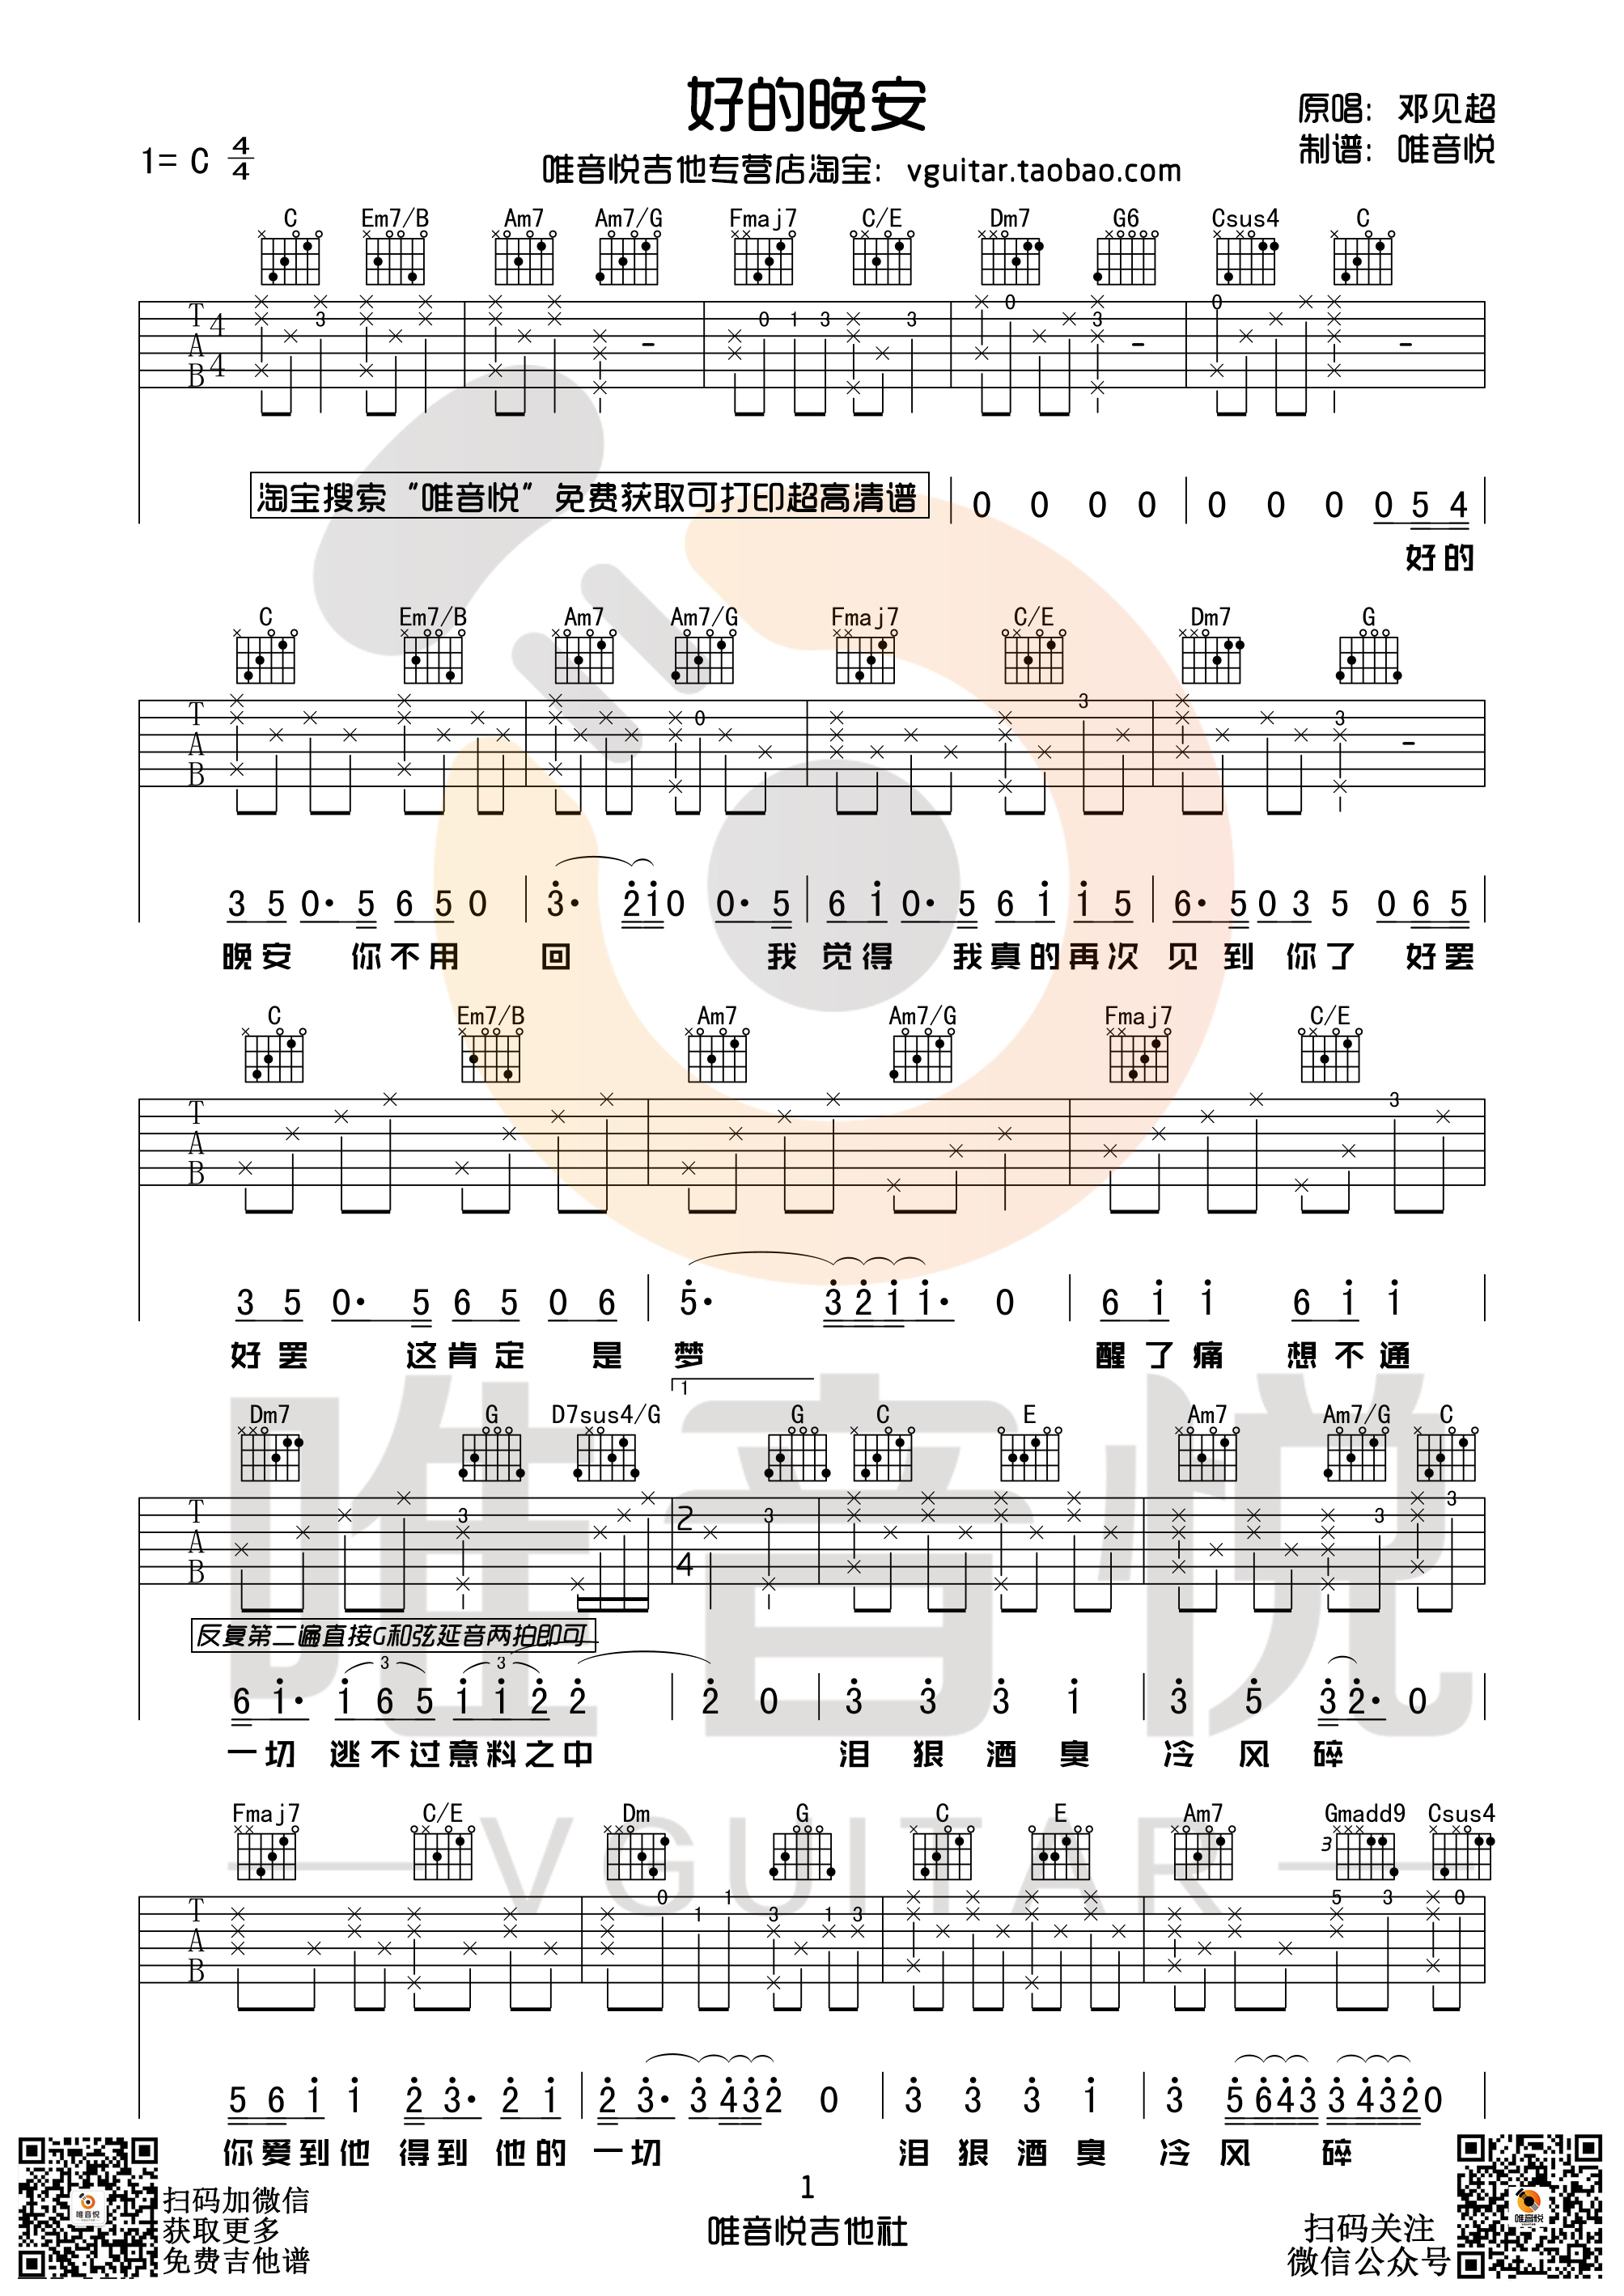 好的晚安
原唱：邓见超
制谱：唯音悦
1= C 4/4
唯音悦吉他专营店淘宝：vguitar.taobao.com
C Em7/B Am7 Am7/G Fmaj7 C/E Dm7 G6 Csus4 C
淘宝搜索“唯音悦”免费获取可打印超高清谱
0 0 0 0 0 0 0 0 5 4
好的
C Em7/B Am7 Am7/G Fmaj7 C/E Dm7 G
3 5 0· 5 6 5 0 3· 2 1 0 0· 5 6 1 0· 5 6 1 1 5 6· 5 0 3 5 0 6 5
晚安 你不用 回 我 觉得 我真的再次 见到 你了 好罢
C Em7/B Am7 Am7/G Fmaj7 C/E
3 5 0· 5 6 5 0 6 5· 3 2 1 1· 0 6 1 1 6 1 1
好罢 这肯定 是 梦 醒了痛 想不通
1
Dm7 G D7sus4/G G C E Am7 Am7/G C
反复第二遍直接G和弦延音两拍即可
6 1· 1 6 5 1 1 2 2 2 0 3 3 3 1 3 5 3 2· 0
一切 逃不过意料之中 泪 狠 酒 臭 冷 风 碎
Fmaj7 C/E Dm G C E Am7 Gmadd9 Csus4
5 6 1 1 2 3· 2 1 2 3· 3 4 3 2 0 3 3 3 1 3 5 6 4 3 3 4 3 2 0
你爱到他 得到 他的 一切 泪 狠 酒 臭 冷 风 碎
唯音悦
VGUITAR
1
唯音悦吉他社
扫码加微信
获取更多
免费吉他谱
扫码关注
微信公众号